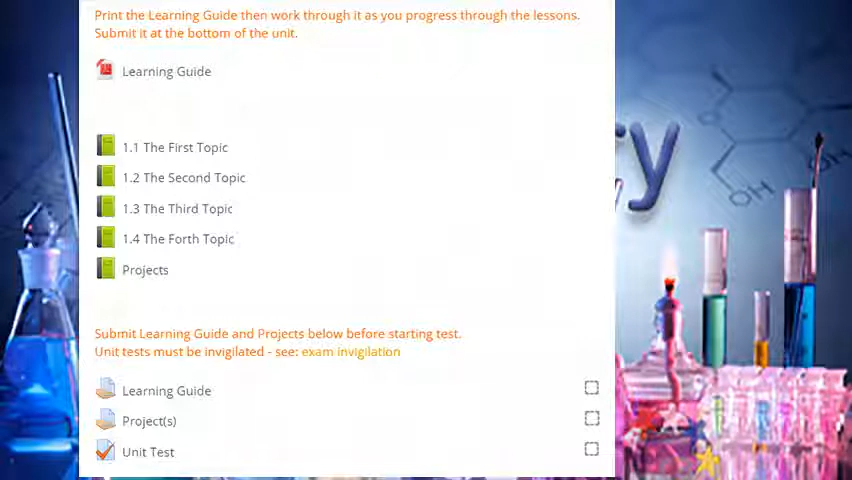 Print the Learning Guide then work through it as you progress through the lessons.
Submit it at the bottom of the unit.
Learning Guide
1.1 The First Topic
1.2 The Second Topic
1.3 The Third Topic
1.4 The Forth Topic
Projects
Submit Learning Guide and Projects below before starting test.
Unit tests must be invigilated - see: exam invigilation
Learning Guide
Project(s)
Unit Test
OH
OH